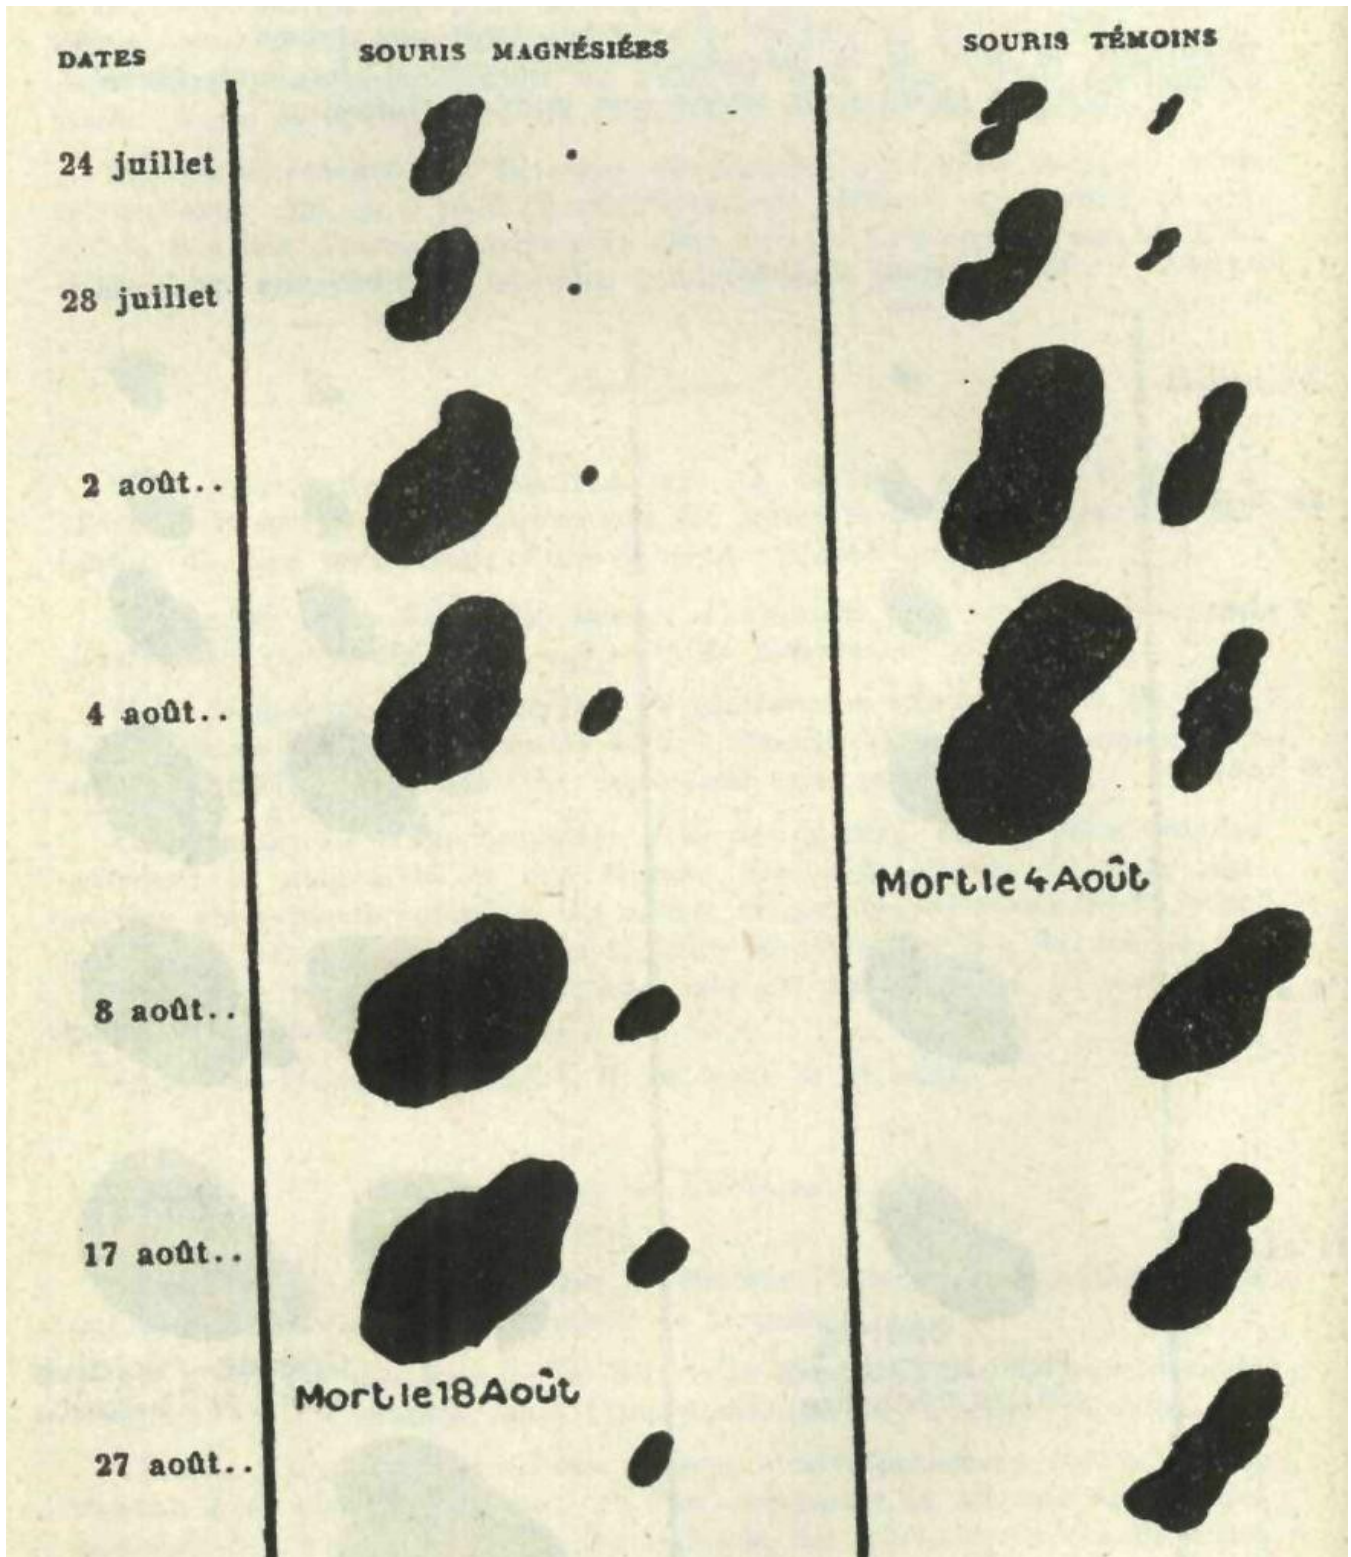 DATES SOURIS MAGNÉSIÉES SOURIS TÉMOINS
24 juillet
28 juillet
2 août..
4 août..
Mort le 4 Août
8 août..
17 août..
Mort le 18 Août
27 août..